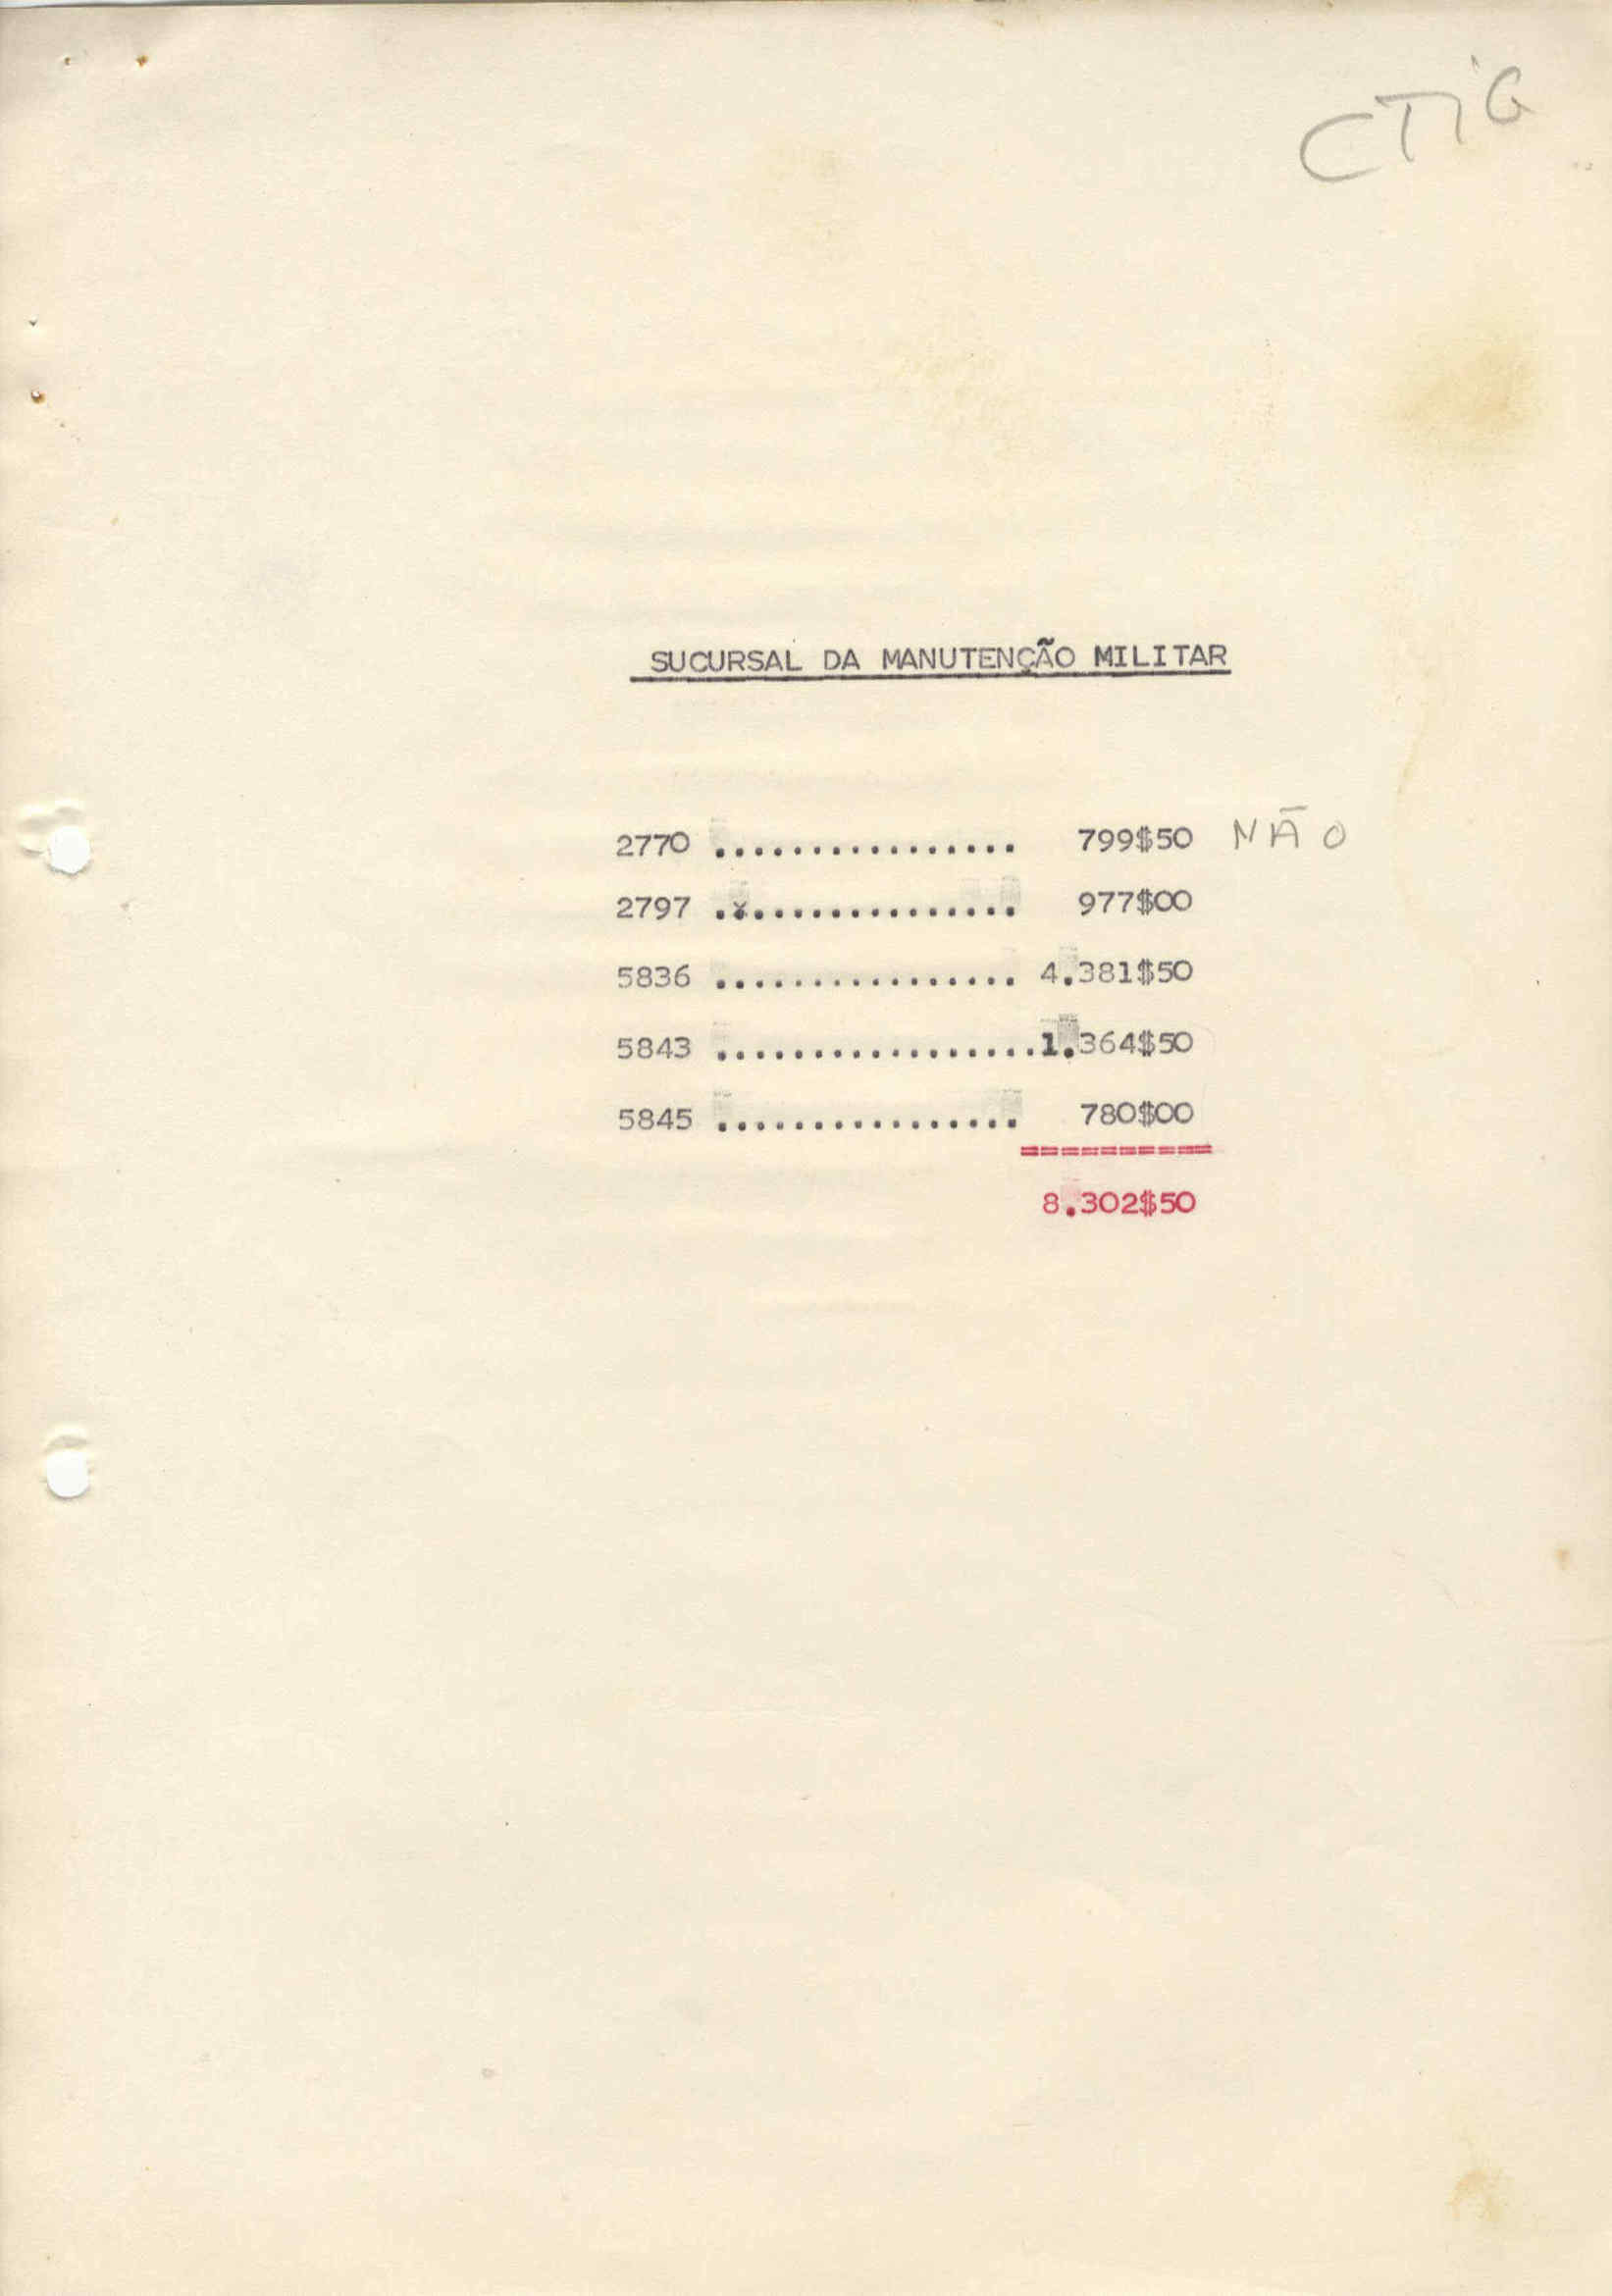 CTIG
SUCURSAL DA MANUTENÇÃO MILITAR
2770 ................ 799$50 NÃO
2797 ................ 977$00
5836 ................ 4.381$50
5843 .................1.364$50
5845 ................ 780$00
==========
8.302$50